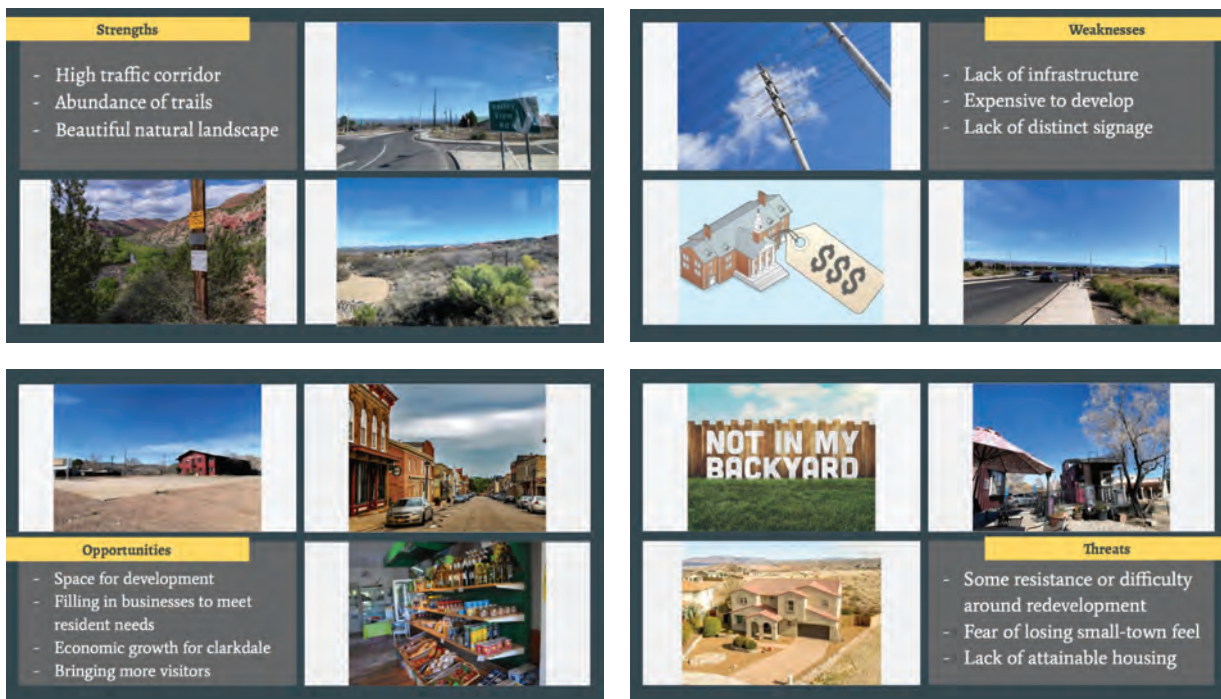 Strengths
- High traffic corridor
- Abundance of trails
- Beautiful natural landscape
Valley
View
Rd
Weaknesses
- Lack of infrastructure
- Expensive to develop
- Lack of distinct signage
$$$
Opportunities
- Space for development
- Filling in businesses to meet
resident needs
- Economic growth for clarkdale
- Bringing more visitors
NOT IN MY
BACKYARD
Threats
- Some resistance or difficulty
around redevelopment
- Fear of losing small-town feel
- Lack of attainable housing